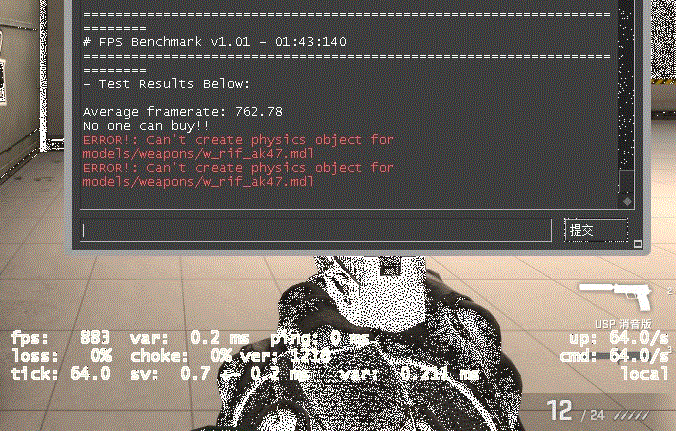 ================================================================
========
# FPS Benchmark v1.01 - 01:43:140
================================================================
========
- Test Results Below:
Average framerate: 762.78
No one can buy!!
ERROR!: Can't create physics object for
models/weapons/w_rif_ak47.mdl
ERROR!: Can't create physics object for
models/weapons/w_rif_ak47.mdl
提交
2
USP 消音版
fps: 883 var: 0.2 ms ping: 0 ms
up: 64.0/s
loss: 0% choke: 0% ver: 1218
cmd: 64.0/s
tick: 64.0 sv: 0.7 0.2 ms var: 0.211 ms
local
12 / 24